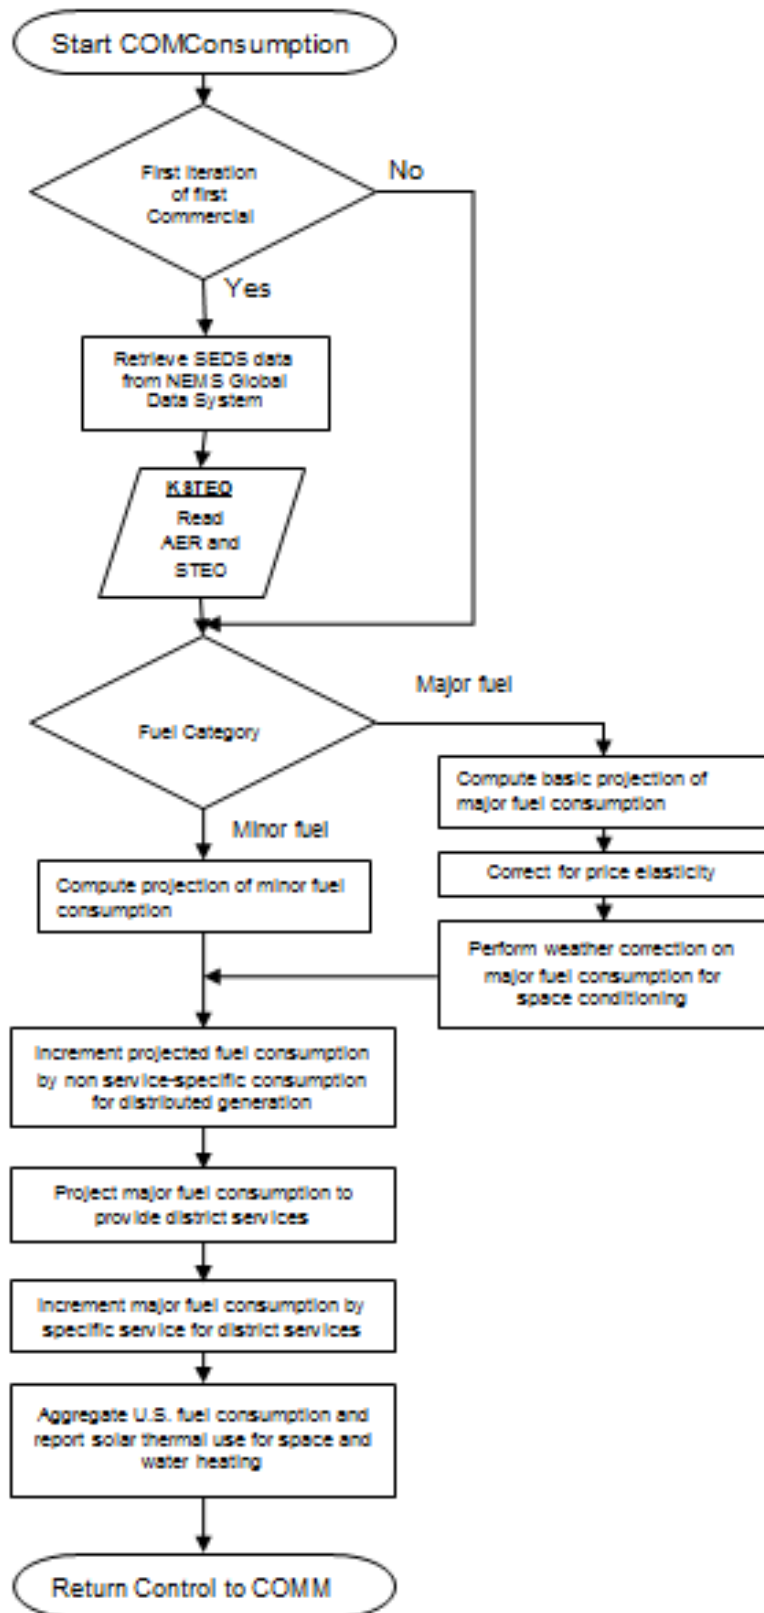 Start COMConsumption
First Iteration
of first
Commercial
No
Yes
Retrieve SEDS data
from NEMS Global
Data System
KSTEO
Read
AER and
STEO
Major fuel
Fuel Category
Compute basic projection of
major fuel consumption
Minor fuel
Compute projection of minor fuel
consumption
Correct for price elasticity
Perform weather correction on
major fuel consumption for
space conditioning
Increment projected fuel consumption
by non service-specific consumption
for distributed generation
Project major fuel consumption to
provide district services
Increment major fuel consumption by
specific service for district services
Aggregate U.S. fuel consumption and
report solar thermal use for space and
water heating
Return Control to COMM